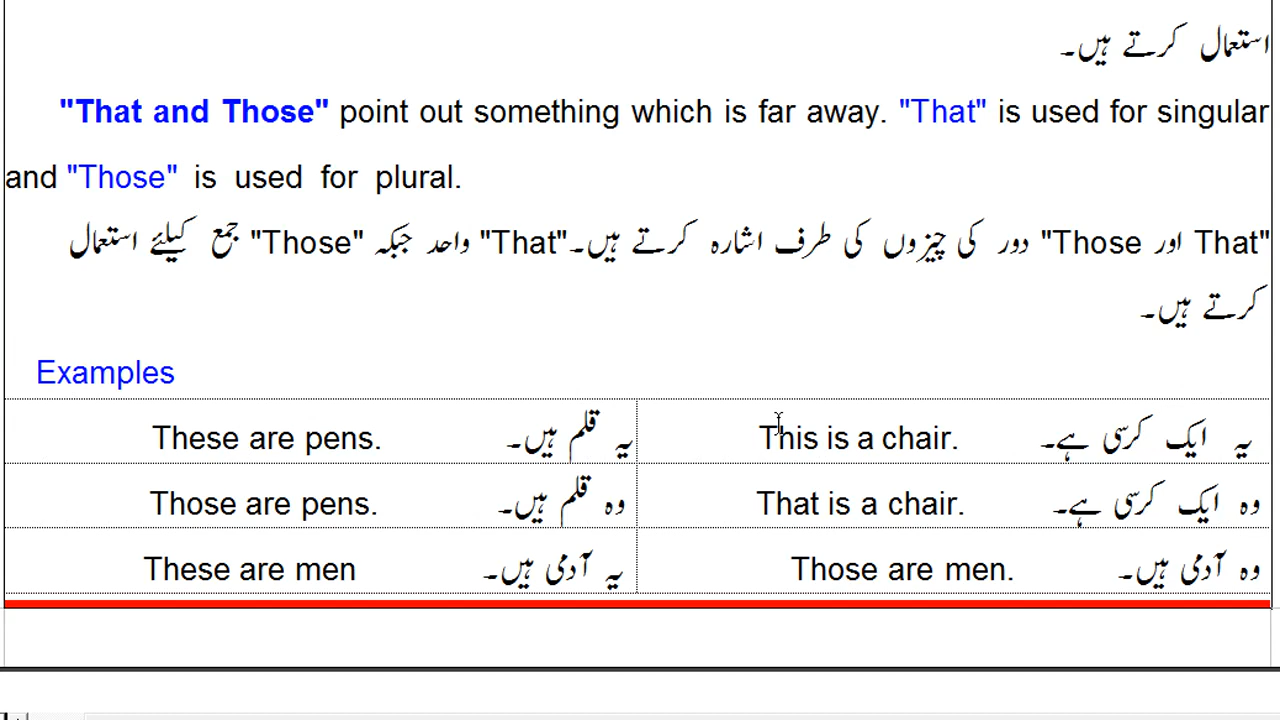 استعمال کرتے ہیں۔
"That and Those" point out something which is far away. "That" is used for singular
and "Those" is used for plural.
"That اور Those" دور کی چیزوں کی طرف اشارہ کرتے ہیں۔"That" واحد جبکہ "Those" جمع کیلئے استعمال
کرتے ہیں۔
Examples
These are pens. یہ قلم ہیں۔ This is a chair. یہ ایک کرسی ہے۔
Those are pens. وہ قلم ہیں۔ That is a chair. وہ ایک کرسی ہے۔
These are men یہ آدمی ہیں۔ Those are men. وہ آدمی ہیں۔